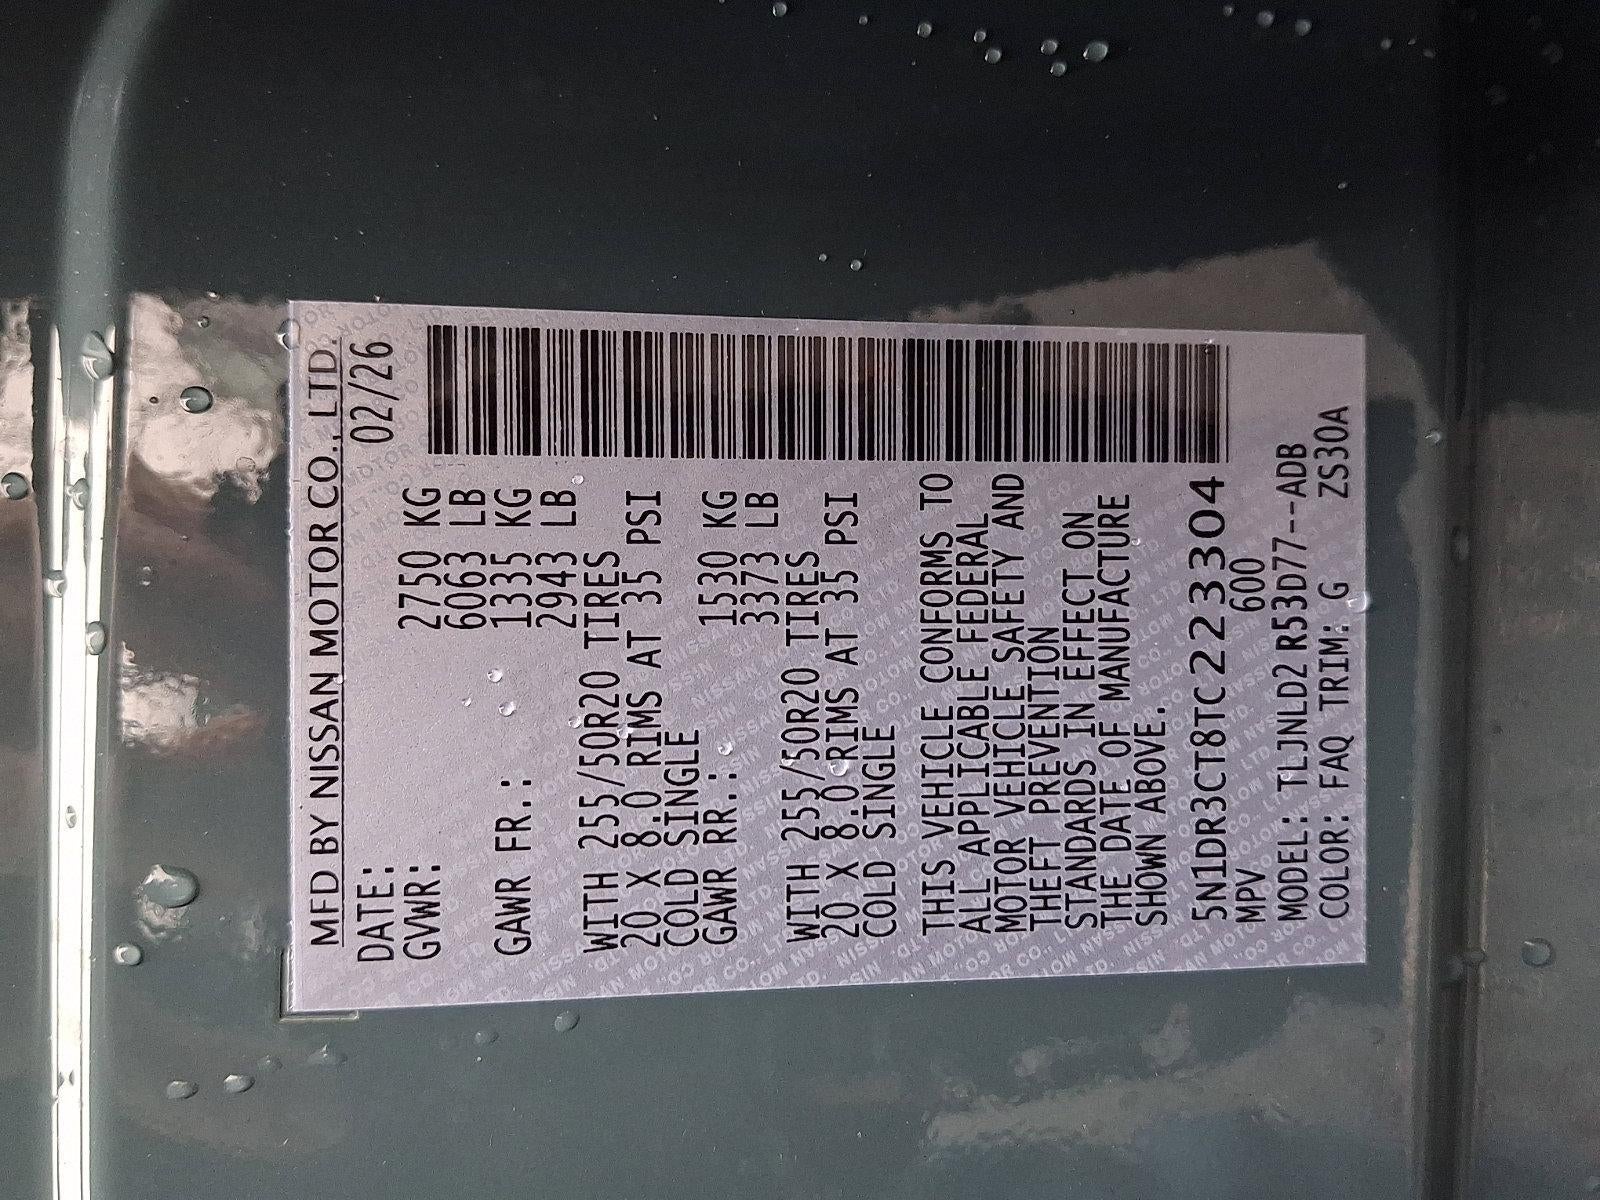 MFD BY NISSAN MOTOR CO., LTD.
DATE: 02/26
GVWR: 2750 KG
6063 LB
GAWR FR.: 1335 KG
2943 LB
WITH 255/50R20 TIRES
20 X 8.0 RIMS AT 35 PSI
COLD SINGLE
GAWR RR.: 1530 KG
3373 LB
WITH 255/50R20 TIRES
20 X 8.0 RIMS AT 35 PSI
COLD SINGLE
THIS VEHICLE CONFORMS TO
ALL APPLICABLE FEDERAL
MOTOR VEHICLE SAFETY AND
THEFT PREVENTION
STANDARDS IN EFFECT ON
THE DATE OF MANUFACTURE
SHOWN ABOVE.
5N1DR3CT8TC223304
MPV 600
MODEL: TLJNLD2 R53D77--ADB
COLOR: FAQ TRIM: G ZS30A